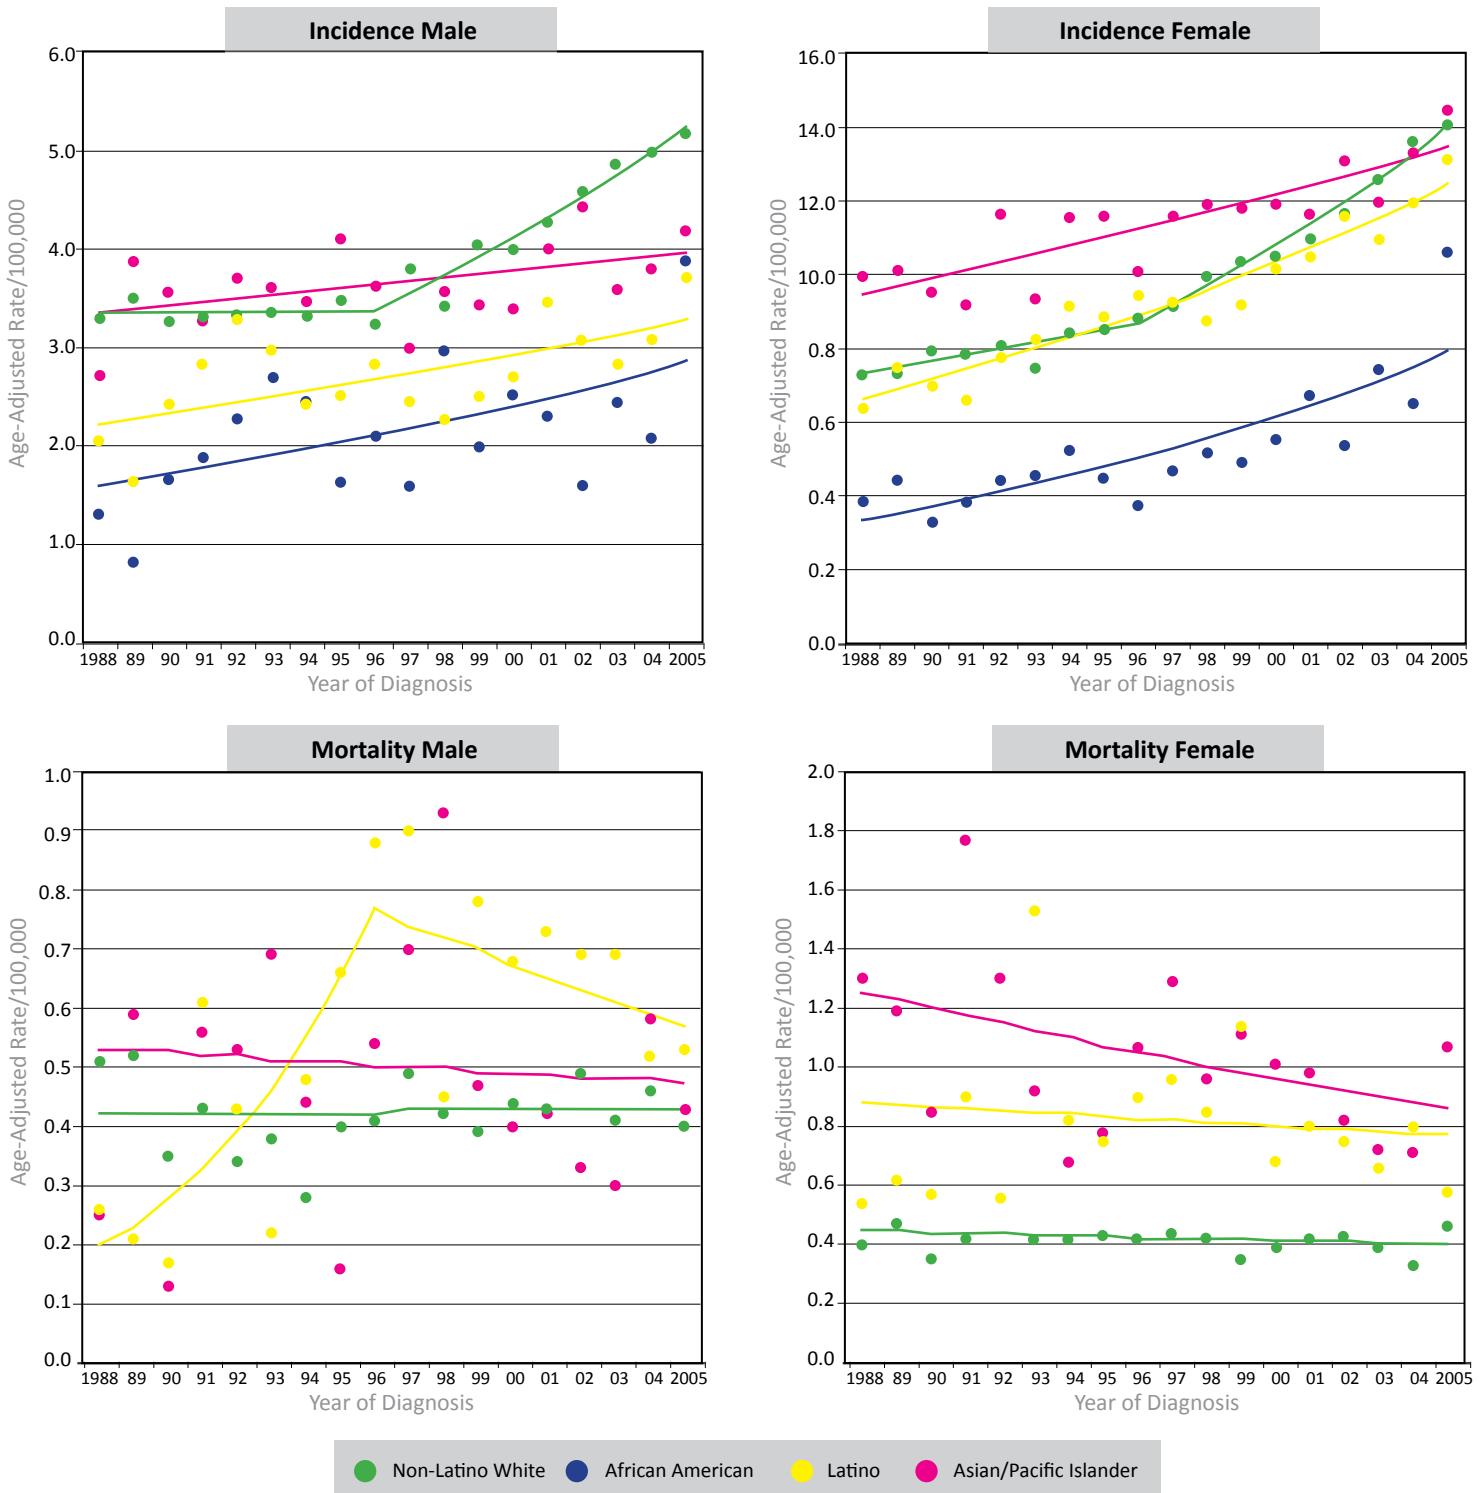 Incidence Male
Incidence Female
6.0
5.0
4.0
3.0
2.0
1.0
0.0
Age-Adjusted Rate/100,000
1988 89 90 91 92 93 94 95 96 97 98 99 00 01 02 03 04 2005
Year of Diagnosis
16.0
14.0
12.0
10.0
0.8
0.6
0.4
0.2
0.0
Age-Adjusted Rate/100,000
1988 89 90 91 92 93 94 95 96 97 98 99 00 01 02 03 04 2005
Year of Diagnosis
Mortality Male
Mortality Female
1.0
0.9
0.8.
0.7
0.6
0.5
0.4
0.3
0.2
0.1
0.0
Age-Adjusted Rate/100,000
1988 89 90 91 92 93 94 95 96 97 98 99 00 01 02 03 04 2005
Year of Diagnosis
2.0
1.8
1.6
1.4
1.2
1.0
0.8
0.6
0.4
0.2
0.0
Age-Adjusted Rate/100,000
1988 89 90 91 92 93 94 95 96 97 98 99 00 01 02 03 04 2005
Year of Diagnosis
Non-Latino White African American Latino Asian/Pacific Islander